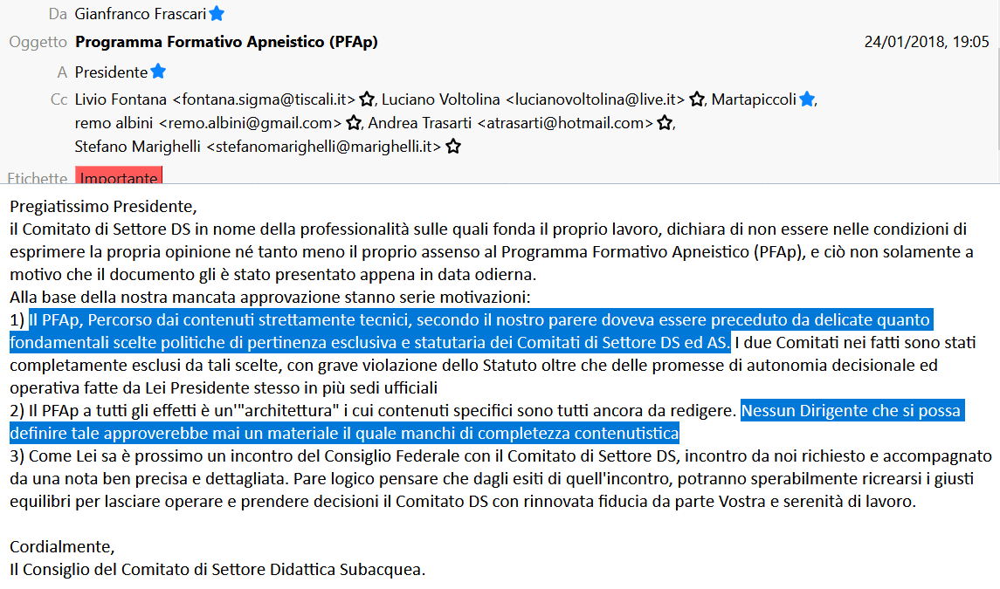 Da Gianfranco Frascari
Oggetto Programma Formativo Apneistico (PFAp) 24/01/2018, 19:05
A Presidente
Cc Livio Fontana <fontana.sigma@tiscali.it>, Luciano Voltolina <lucianovoltolina@live.it>, Martapiccoli,
remo albini <remo.albini@gmail.com>, Andrea Trasarti <atrasarti@hotmail.com>,
Stefano Marighelli <stefanomarighelli@marighelli.it>
Etichette Importante
Pregiatissimo Presidente,
il Comitato di Settore DS in nome della professionalità sulle quali fonda il proprio lavoro, dichiara di non essere nelle condizioni di
esprimere la propria opinione né tanto meno il proprio assenso al Programma Formativo Apneistico (PFAp), e ciò non solamente a
motivo che il documento gli è stato presentato appena in data odierna.
Alla base della nostra mancata approvazione stanno serie motivazioni:
1) Il PFAp, Percorso dai contenuti strettamente tecnici, secondo il nostro parere doveva essere preceduto da delicate quanto
fondamentali scelte politiche di pertinenza esclusiva e statutaria dei Comitati di Settore DS ed AS. I due Comitati nei fatti sono stati
completamente esclusi da tali scelte, con grave violazione dello Statuto oltre che delle promesse di autonomia decisionale ed
operativa fatte da Lei Presidente stesso in più sedi ufficiali
2) Il PFAp a tutti gli effetti è un'"architettura" i cui contenuti specifici sono tutti ancora da redigere. Nessun Dirigente che si possa
definire tale approverebbe mai un materiale il quale manchi di completezza contenutistica
3) Come Lei sa è prossimo un incontro del Consiglio Federale con il Comitato di Settore DS, incontro da noi richiesto e accompagnato
da una nota ben precisa e dettagliata. Pare logico pensare che dagli esiti di quell'incontro, potranno sperabilmente ricrearsi i giusti
equilibri per lasciare operare e prendere decisioni il Comitato DS con rinnovata fiducia da parte Vostra e serenità di lavoro.
Cordialmente,
Il Consiglio del Comitato di Settore Didattica Subacquea.